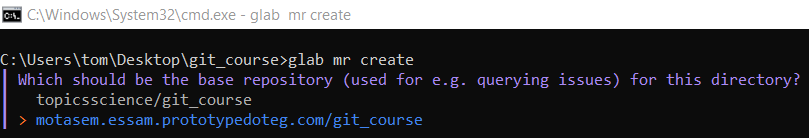 C:\Windows\System32\cmd.exe - glab  mr create
C:\Users\tom\Desktop\git_course>glab mr create
Which should be the base repository (used for e.g. querying issues) for this directory?
topicsscience/git_course
> motasem.essam.prototypedoteg.com/git_course